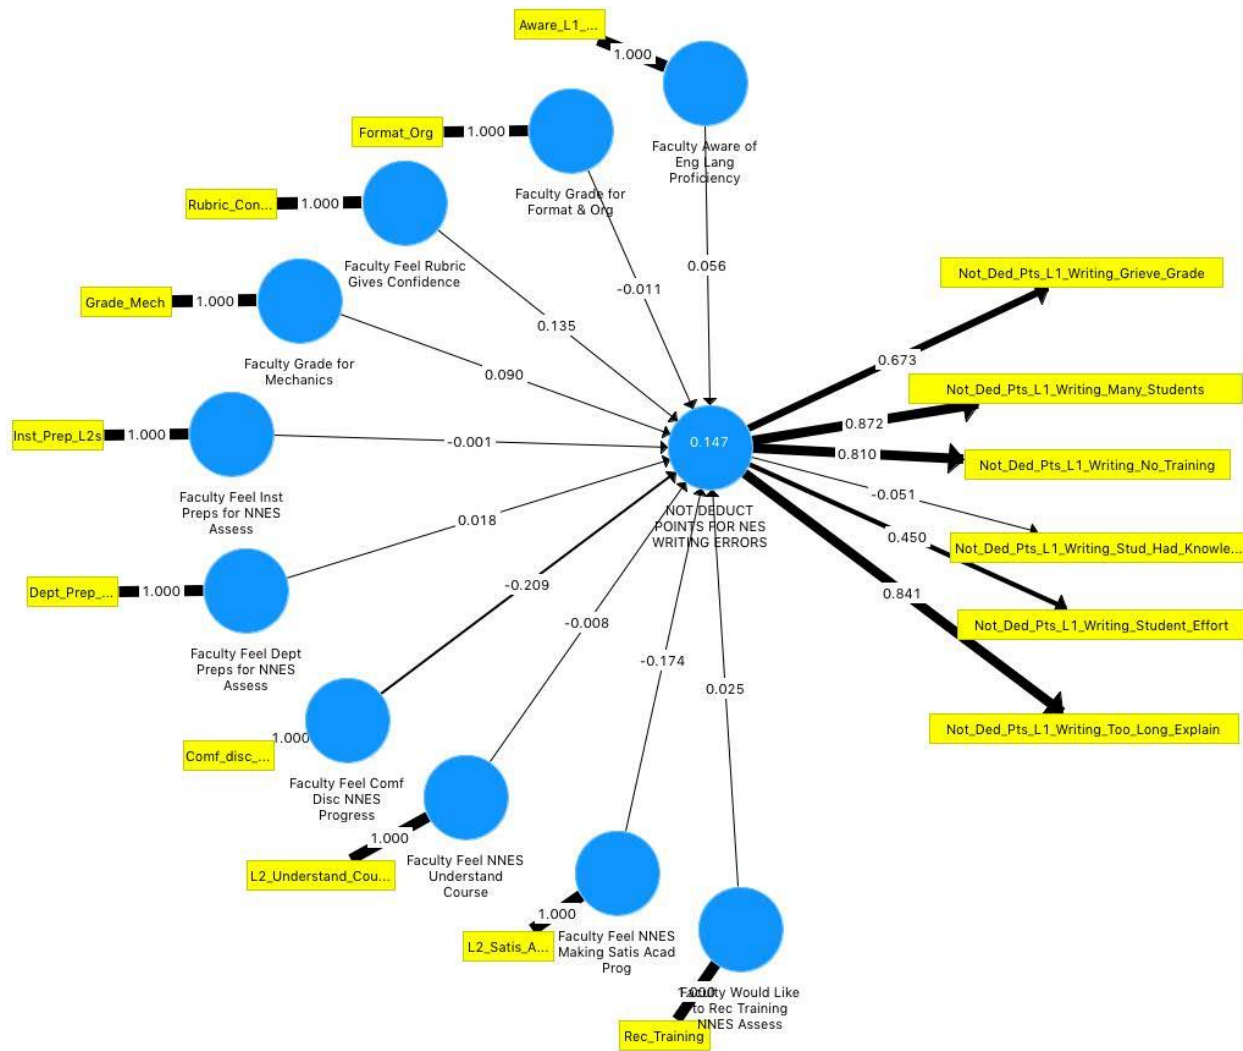 Aware_L1_...
1.000
Faculty Aware of
Eng Lang
Proficiency
0.056
Format_Org
1.000
Faculty Grade for
Format & Org
-0.011
Rubric_Con...
1.000
Faculty Feel Rubric
Gives Confidence
0.135
Grade_Mech
1.000
Faculty Grade for
Mechanics
0.090
Inst_Prep_L2s
1.000
Faculty Feel Inst
Preps for NNES
Assess
-0.001
Dept_Prep_...
1.000
Faculty Feel Dept
Preps for NNES
Assess
0.018
Comf_disc_...
1.000
Faculty Feel Comf
Disc NNES
Progress
-0.209
L2_Understand_Cou...
1.000
Faculty Feel NNES
Understand
Course
-0.008
L2_Satis_A...
1.000
Faculty Feel NNES
Making Satis Acad
Prog
-0.174
Rec_Training
1.000
Faculty Would Like
to Rec Training
NNES Assess
0.025
0.147
NOT DEDUCT
POINTS FOR NES
WRITING ERRORS
0.673
Not_Ded_Pts_L1_Writing_Grieve_Grade
0.872
Not_Ded_Pts_L1_Writing_Many_Students
0.810
Not_Ded_Pts_L1_Writing_No_Training
-0.051
Not_Ded_Pts_L1_Writing_Stud_Had_Knowle...
0.450
Not_Ded_Pts_L1_Writing_Student_Effort
0.841
Not_Ded_Pts_L1_Writing_Too_Long_Explain